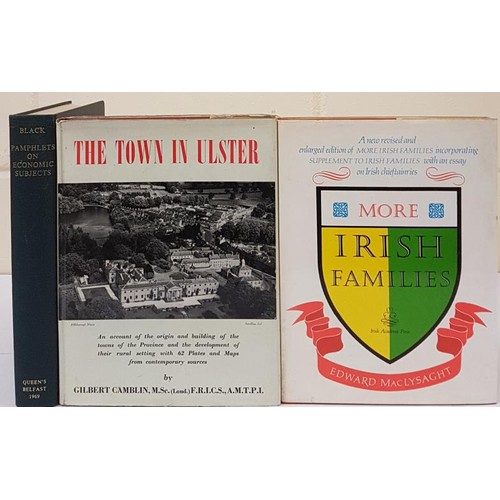 BLACK
PAMPHLETS
ON
ECONOMIC
SUBJECTS
QUEEN'S
BELFAST
1969
THE TOWN IN ULSTER
An account of the origin and building of the
towns of the Province and the development of
their rural setting with 62 Plates and Maps
from contemporary sources
by
GILBERT CAMBLIN, M.Sc. (Lond.) F.R.I.C.S., A.M.T.P.I.
A new revised and
enlarged edition of MORE IRISH FAMILIES incorporating
SUPPLEMENT TO IRISH FAMILIES with an essay
on Irish chieftainries
MORE
IRISH
FAMILIES
Irish Academic Press
EDWARD MACLYSAGHT